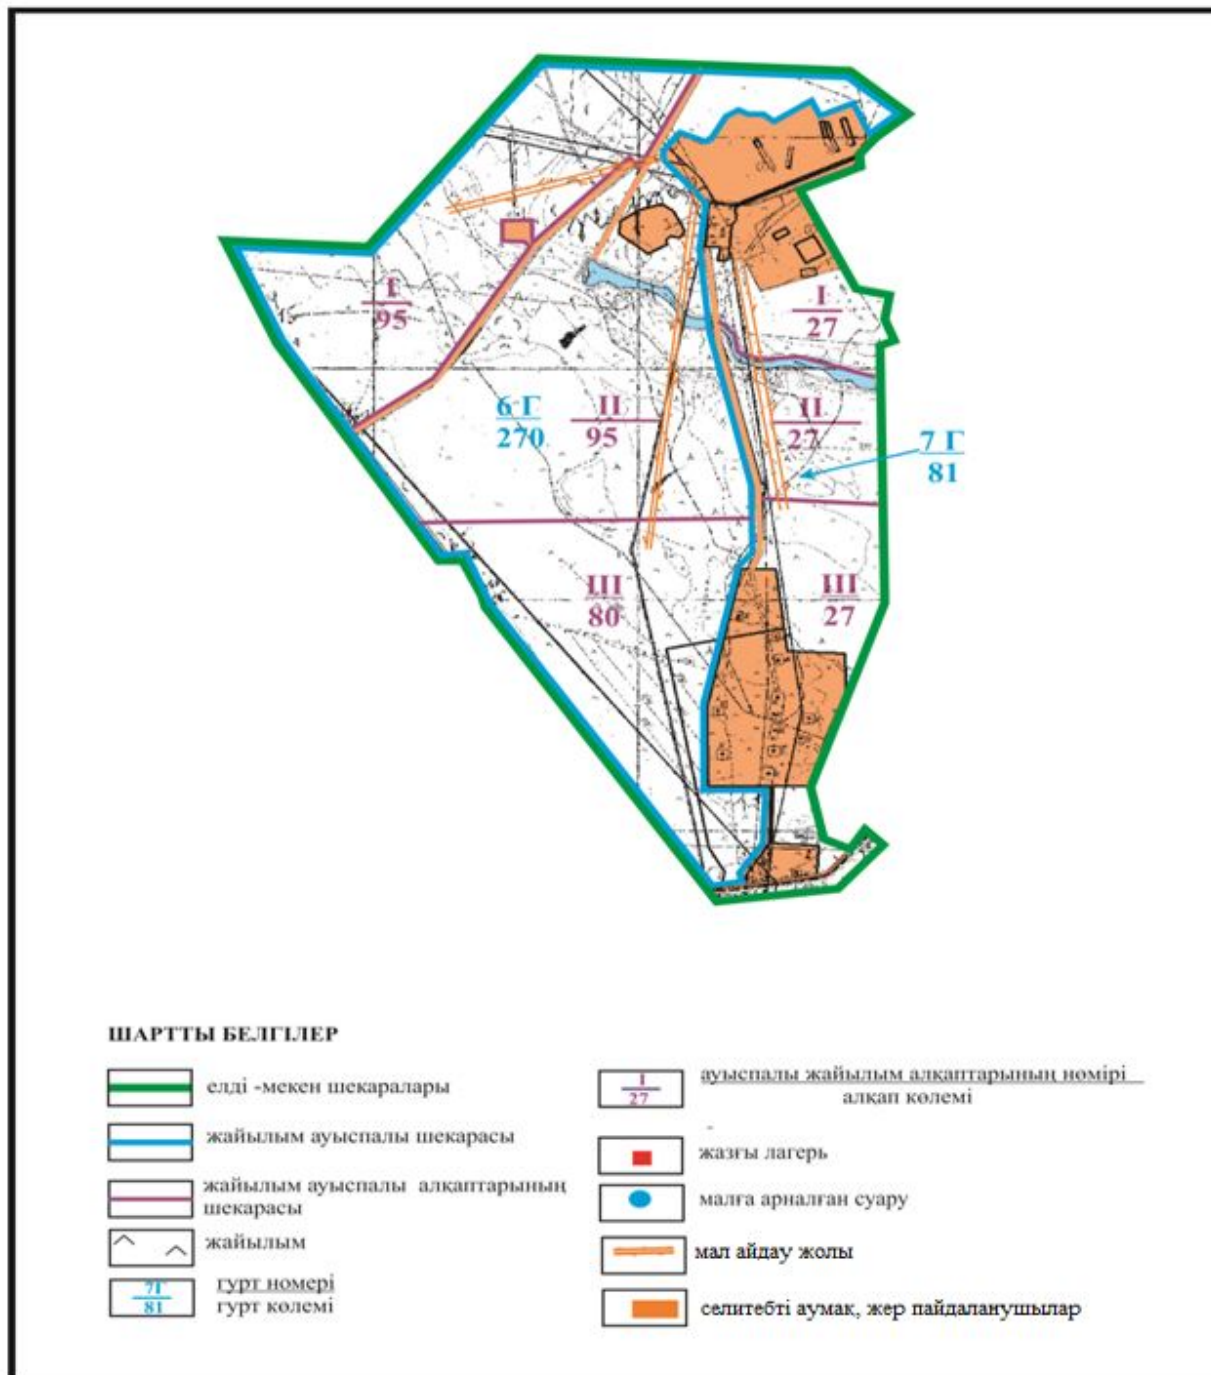 I
95
I
27
6 Г
270
II
95
II
27
7 Г
81
III
80
III
27
ШАРТТЫ БЕЛГІЛЕР
елді -мекен шекаралары
жайылым ауыспалы шекарасы
жайылым ауыспалы алқаптарының
шекарасы
жайылым
7Г
81
гурт номері
гурт көлемі
I
27
ауыспалы жайылым алқаптарының номірі
алқап көлемі
жазғы лагерь
малға арналған суару
мал айдау жолы
селитебті аумақ, жер пайдаланушылар